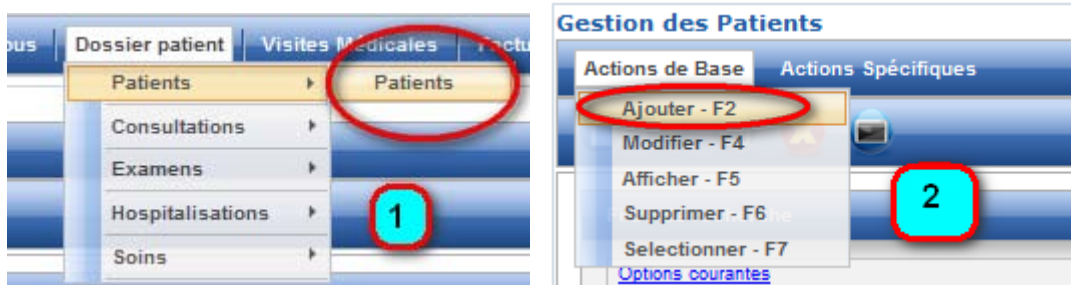 Dossier patient Visites Médicales
Patients
Patients
Consultations
Examens
Hospitalisations
Soins
1
Gestion des Patients
Actions de Base Actions Spécifiques
Ajouter - F2
Modifier - F4
Afficher - F5
Supprimer - F6
Selectionner - F7
Options courantes
2